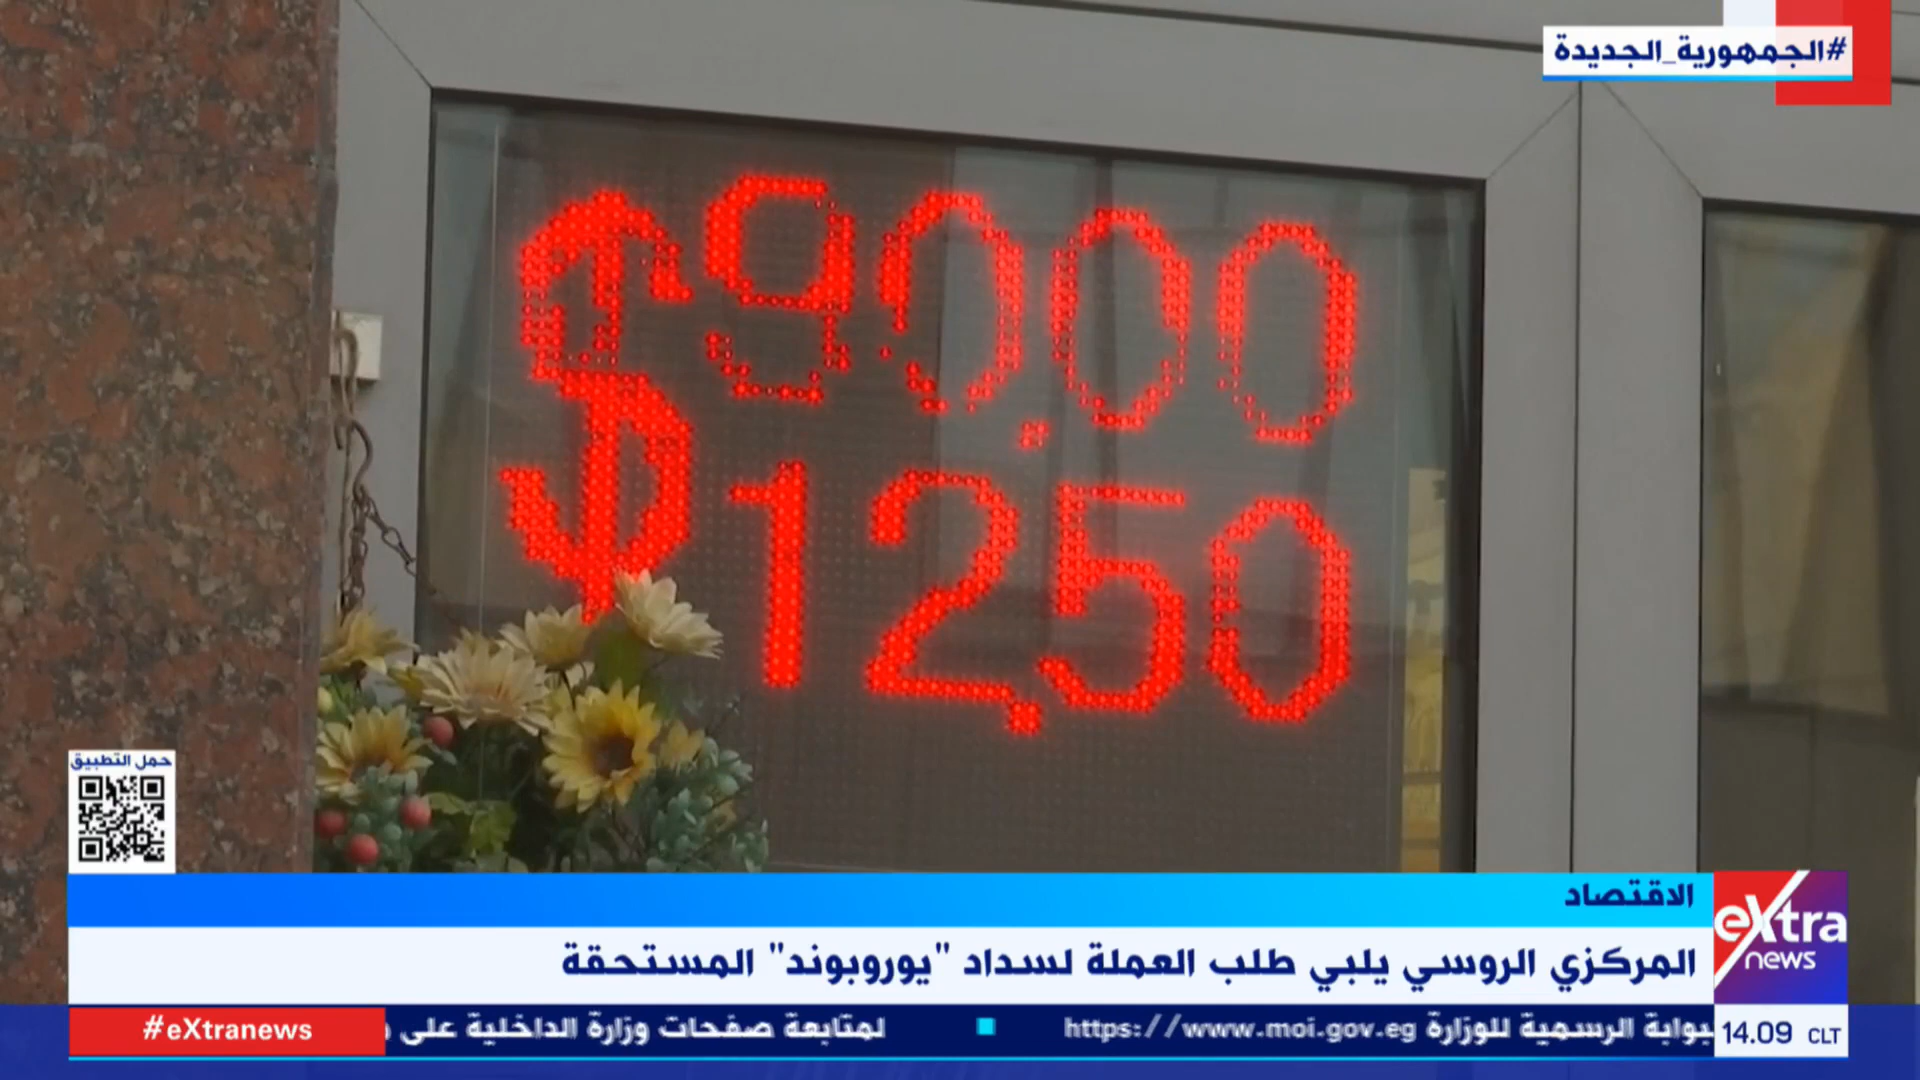 #الجمهورية_الجديدة
90.00
$ 12.50
حمل التطبيق
الاقتصاد
المركزي الروسي يلبي طلب العملة لسداد "يوروبوند" المستحقة
eXtra news
#eXtranews
الرسمية للوزارة https://www.moi.gov.eg ■ لمتابعة صفحات وزارة الداخلية على
14.09 CLT